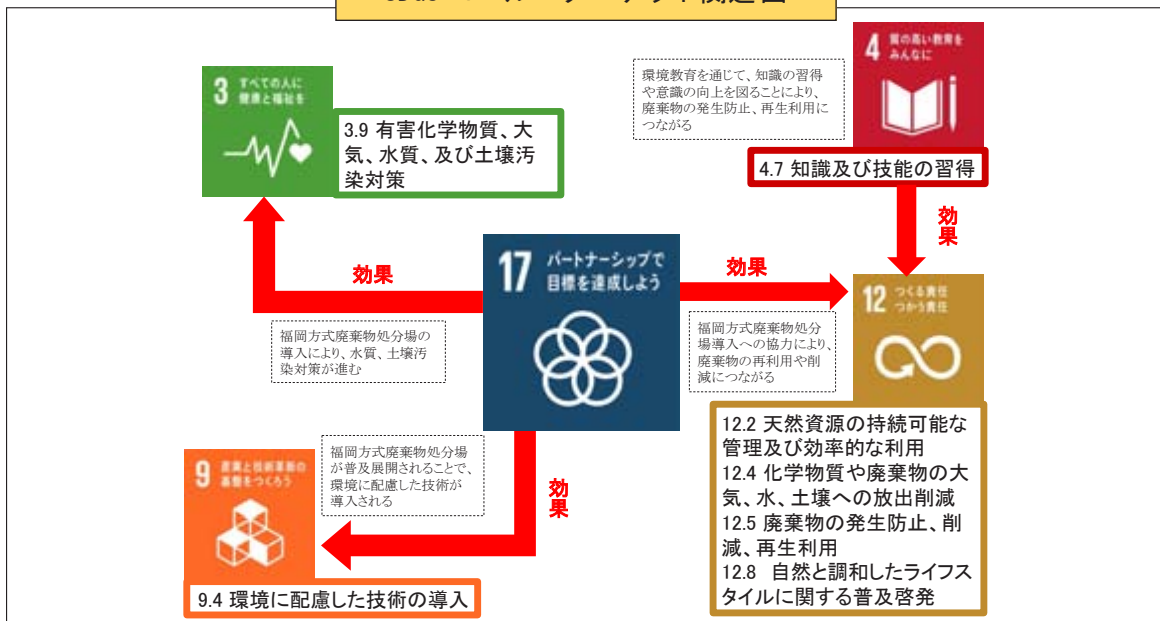 3 すべての人に
健康と福祉を
3.9 有害化学物質、大
気、水質、及び土壌汚
染対策
環境教育を通じて、知識の習得
や意識の向上を図ることにより、
廃棄物の発生防止、再生利用に
つながる
4 質の高い教育を
みんなに
4.7 知識及び技能の習得
効果
効果
17 パートナーシップで
目標を達成しよう
効果
福岡方式廃棄物処分場の
導入により、水質、土壌汚
染対策が進む
福岡方式廃棄物処分
場導入への協力により、
廃棄物の再利用や削
減につながる
12 つくる責任
つかう責任
12.2 天然資源の持続可能な
管理及び効率的な利用
12.4 化学物質や廃棄物の大
気、水、土壌への放出削減
12.5 廃棄物の発生防止、削
減、再生利用
12.8 自然と調和したライフス
タイルに関する普及啓発
福岡方式廃棄物処分場
が普及展開されることで、
環境に配慮した技術が
導入される
効果
9 産業と技術革新の
基盤をつくろう
9.4 環境に配慮した技術の導入